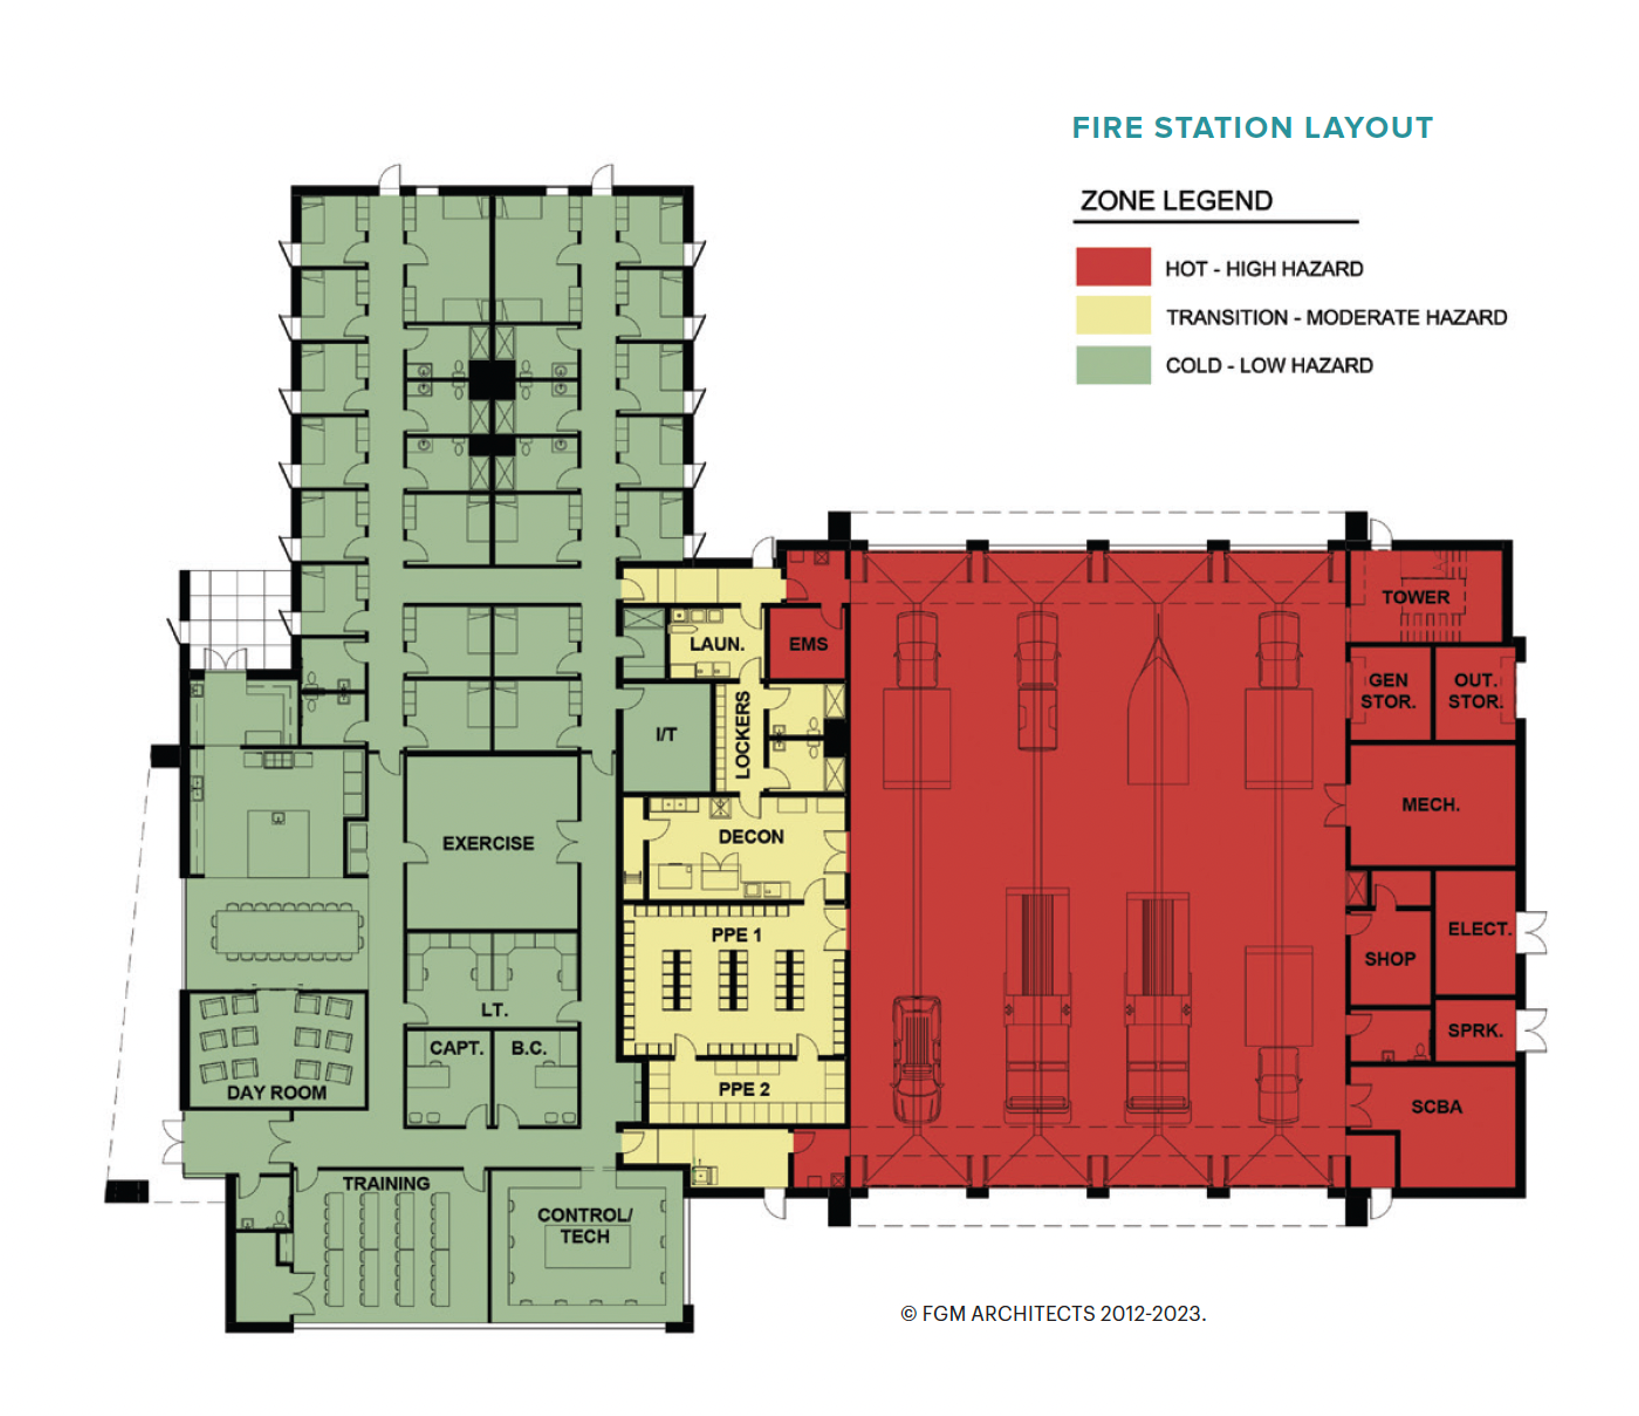 FIRE STATION LAYOUT
ZONE LEGEND
HOT - HIGH HAZARD
TRANSITION - MODERATE HAZARD
COLD - LOW HAZARD
TOWER
LAUN.
EMS
GEN
STOR.
OUT.
STOR.
I/T
LOCKERS
MECH.
DECON
EXERCISE
PPE 1
ELECT.
SHOP
LT.
SPRK.
CAPT.
B.C.
DAY ROOM
PPE 2
SCBA
TRAINING
CONTROL/
TECH
© FGM ARCHITECTS 2012-2023.